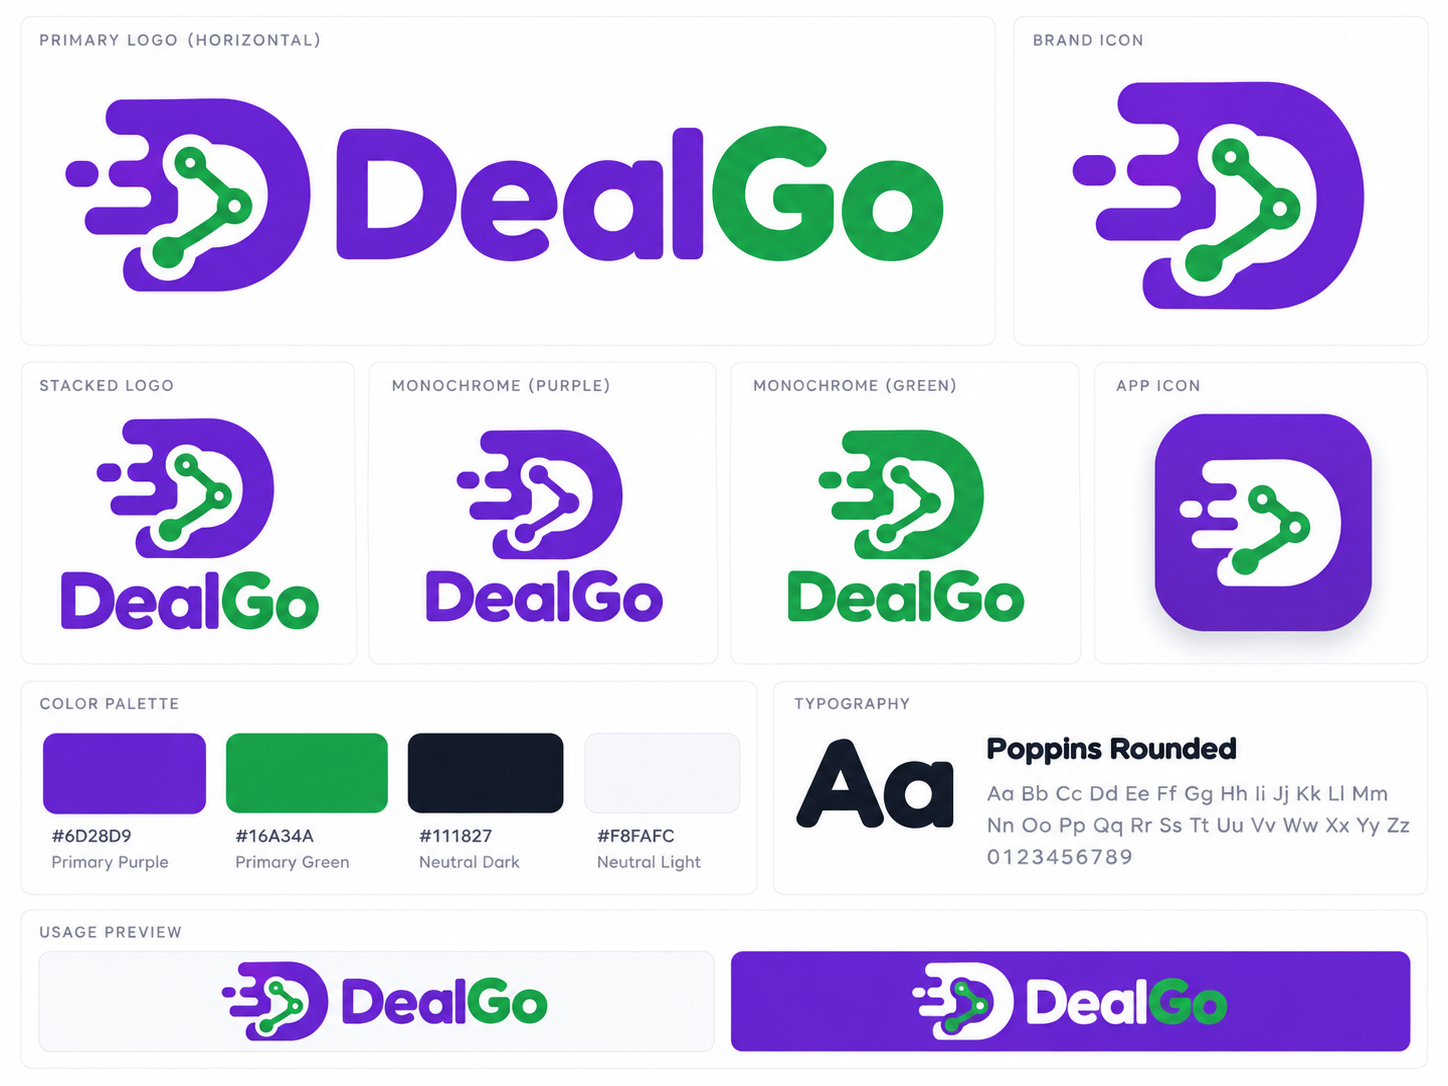 PRIMARY LOGO (HORIZONTAL)
DealGo
BRAND ICON
STACKED LOGO
DealGo
MONOCHROME (PURPLE)
DealGo
MONOCHROME (GREEN)
DealGo
APP ICON
COLOR PALETTE
#6D28D9
Primary Purple
#16A34A
Primary Green
#111827
Neutral Dark
#F8FAFC
Neutral Light
TYPOGRAPHY
Aa
Poppins Rounded
Aa Bb Cc Dd Ee Ff Gg Hh Ii Jj Kk Ll Mm
Nn Oo Pp Qq Rr Ss Tt Uu Vv Ww Xx Yy Zz
0123456789
USAGE PREVIEW
DealGo
DealGo